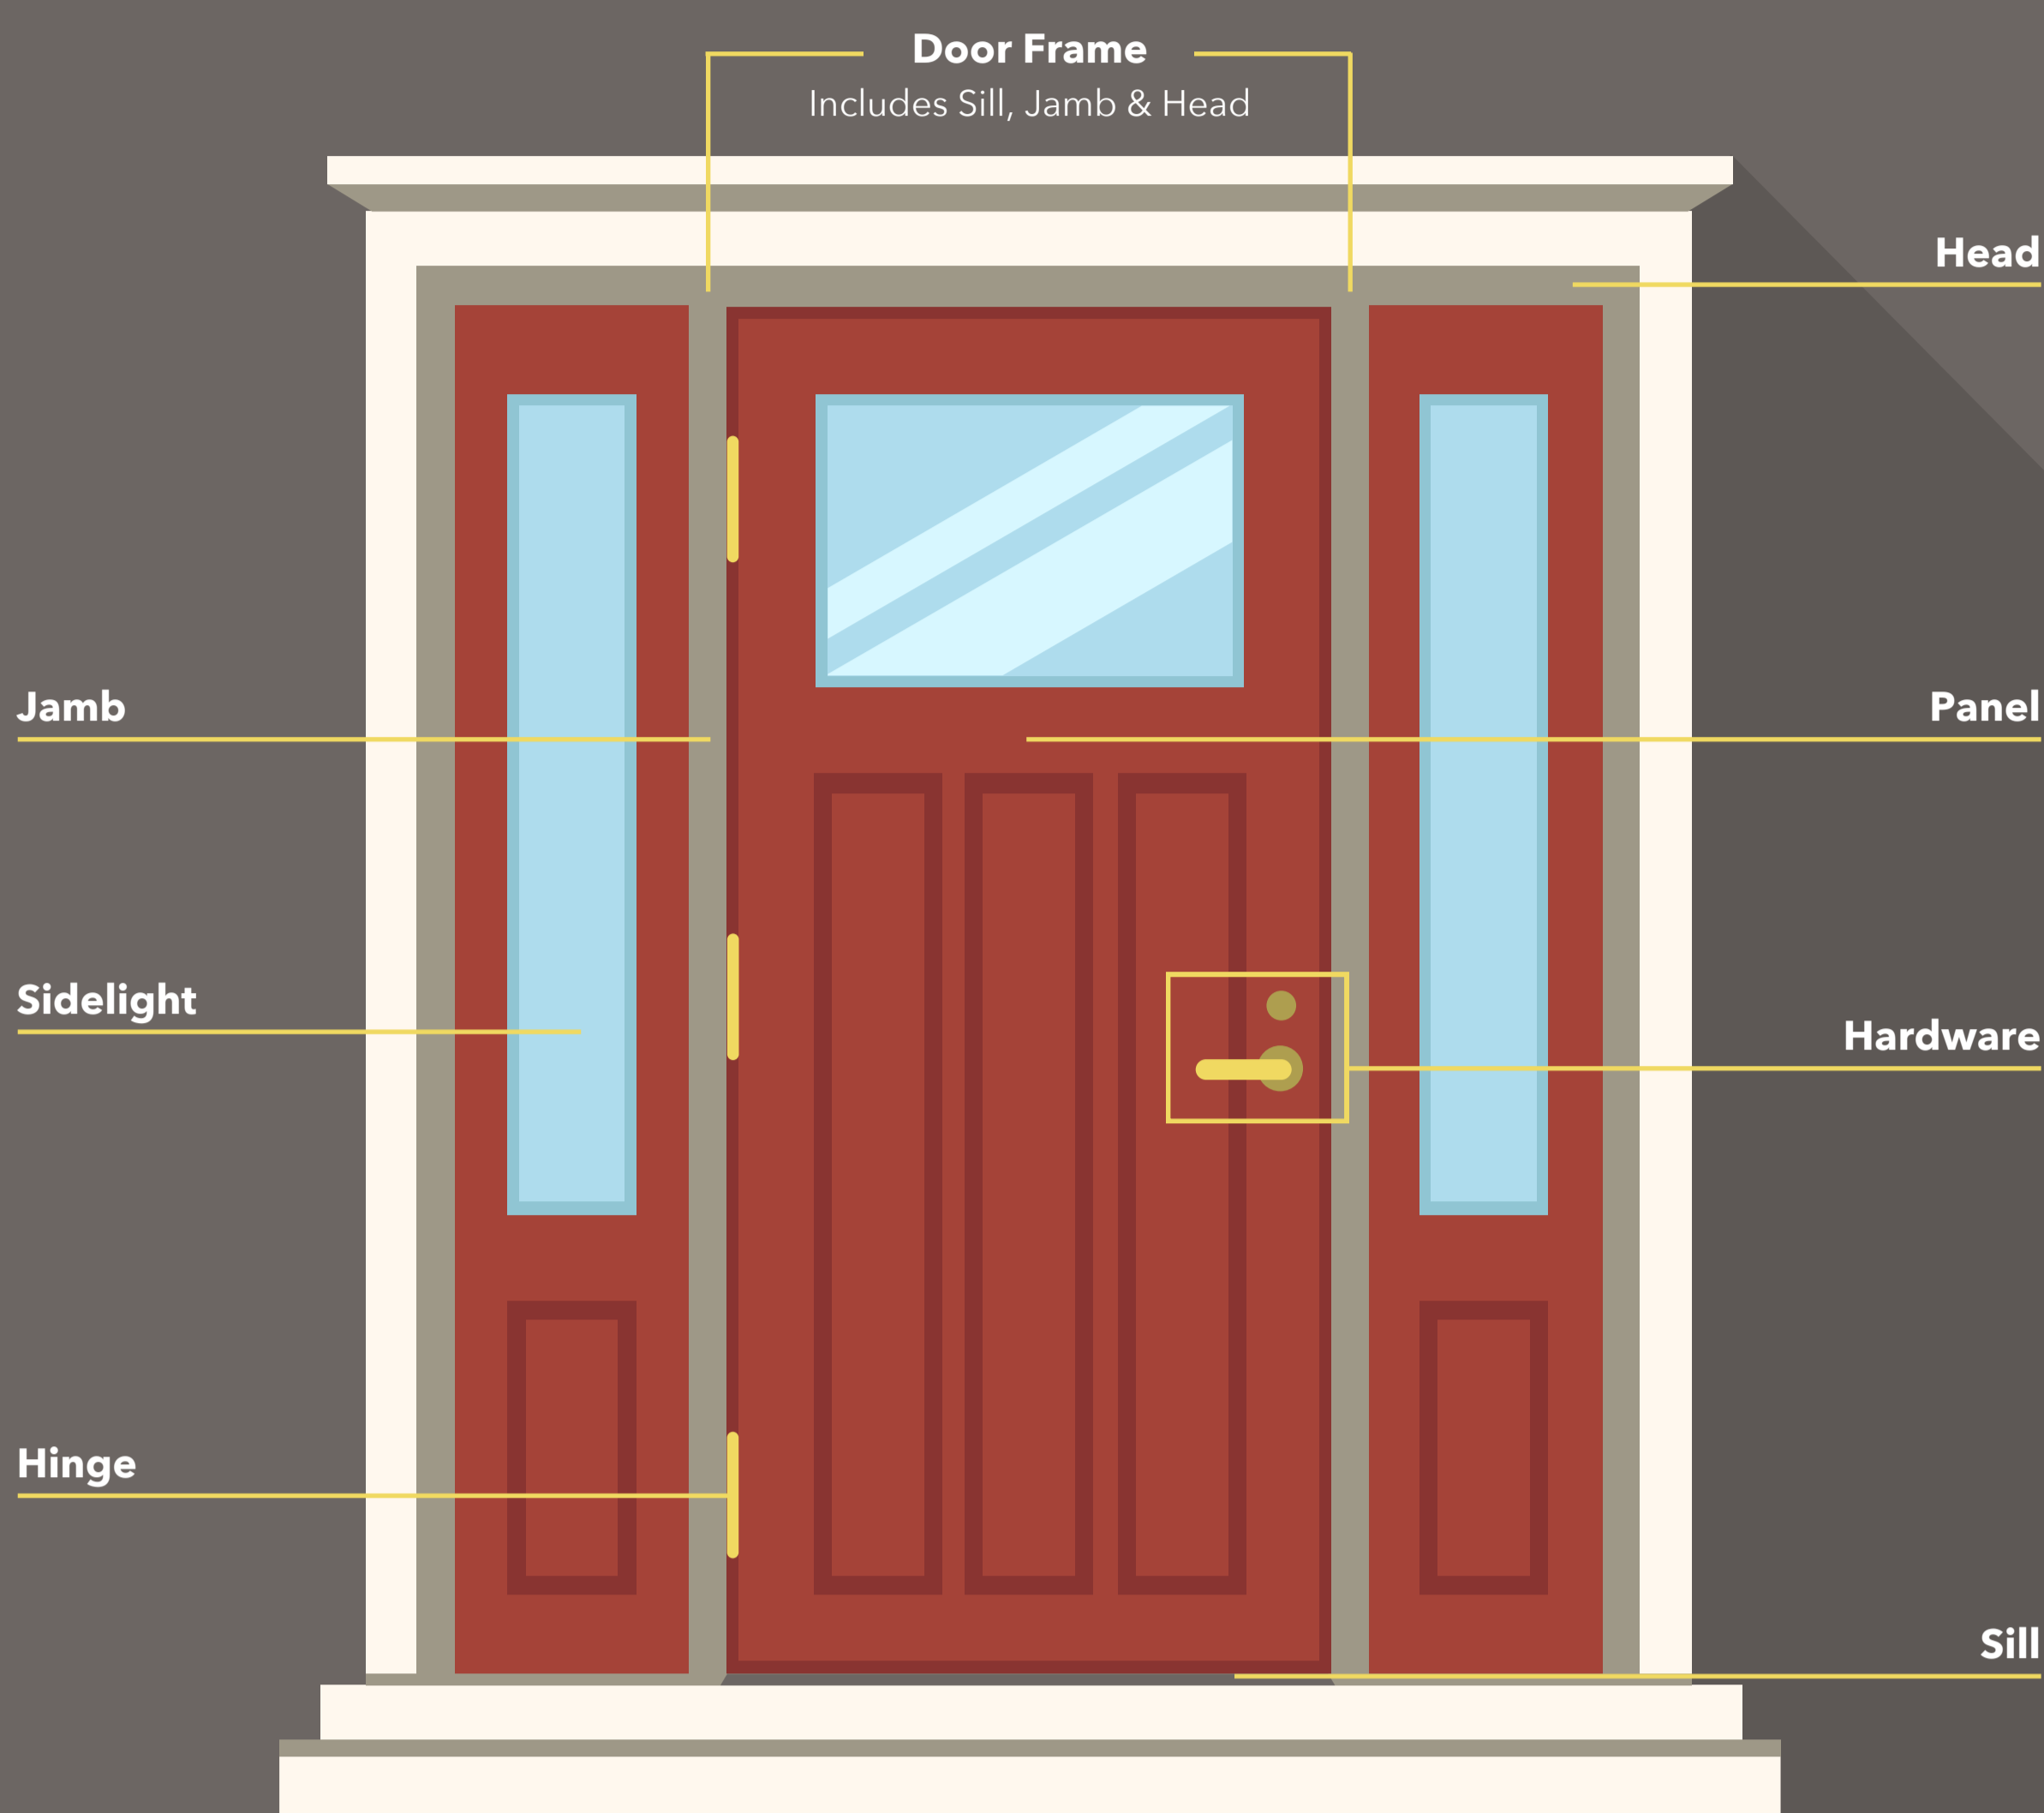 Door Frame
Includes Sill, Jamb & Head
Head
Jamb
Panel
Sidelight
Hardware
Hinge
Sill